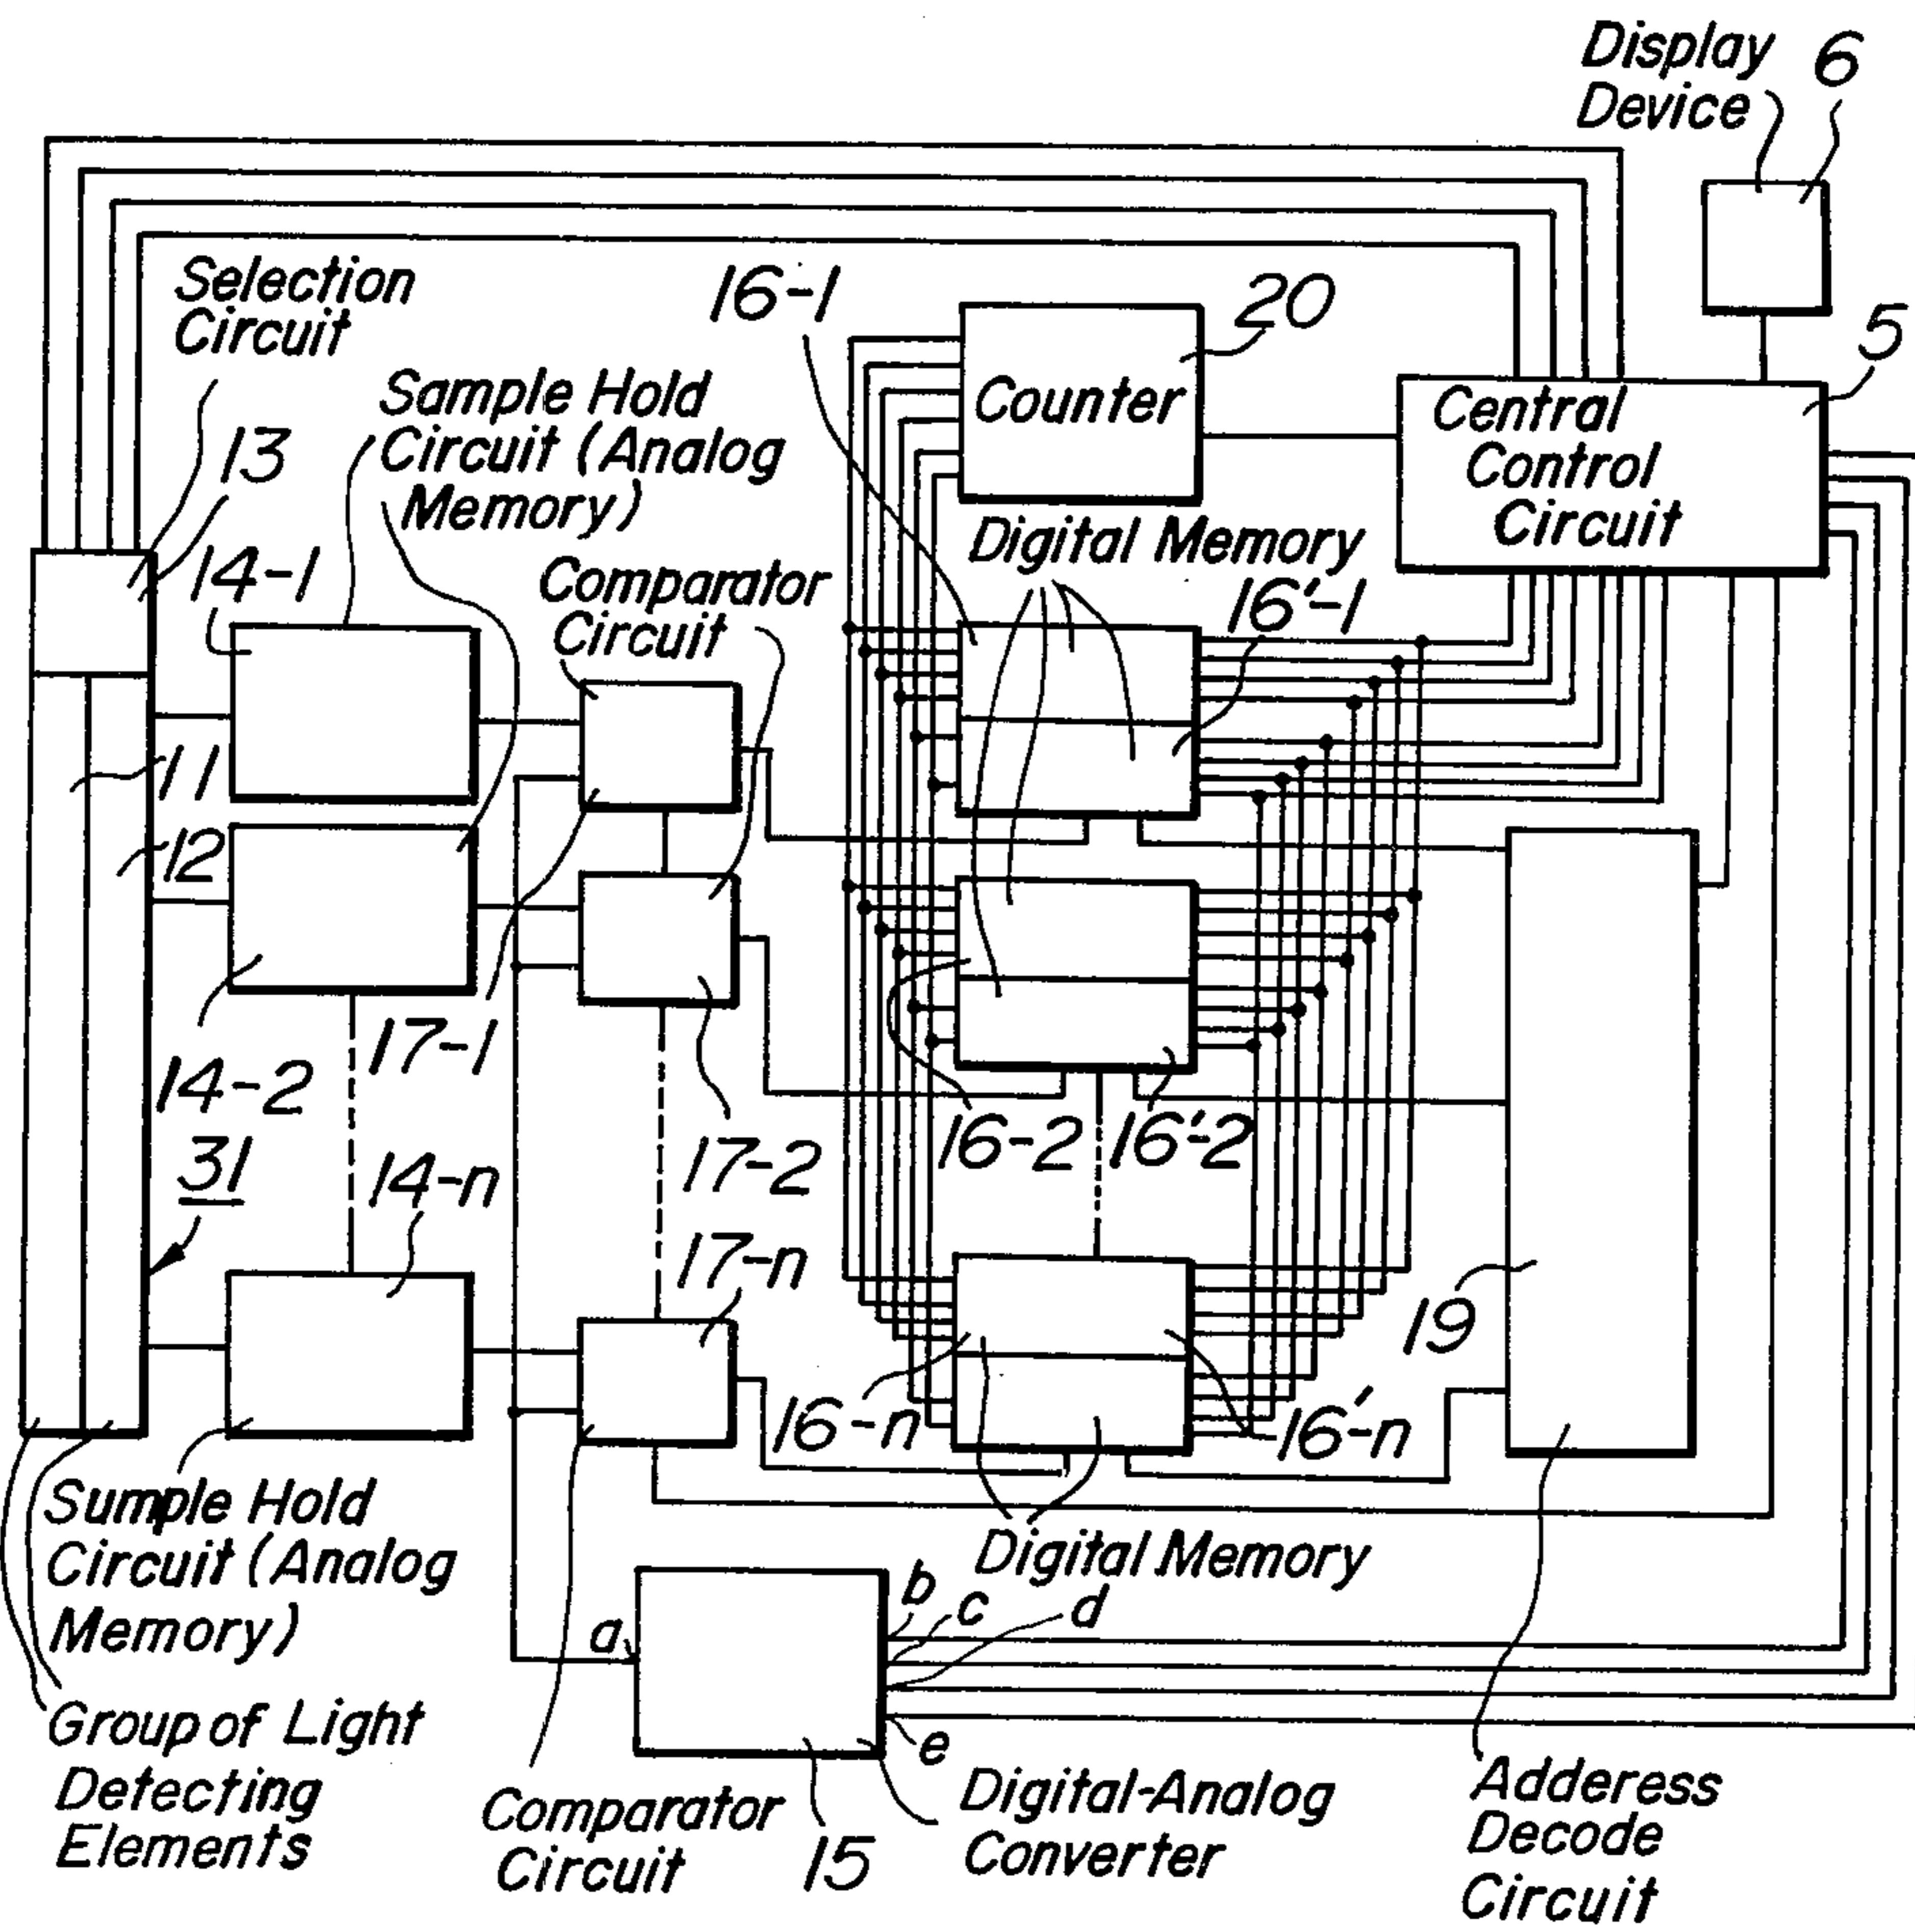 Display 6
Device
Selection
Circuit
16-1
20
5
Sample Hold
Circuit (Analog
Memory)
Counter
Central
Control
Circuit
13
14-1
Digital Memory
Comparator
Circuit
16'-1
11
12
17-1
14-2
16-2 16'-2
17-2
31
14-n
17-n
19
16-n
16'-n
Sumple Hold
Circuit (Analog
Memory)
Digital Memory
a
b
c
d
e
Group of Light
Detecting
Elements
Comparator
Circuit
15
Digital-Analog
Converter
Adderess
Decode
Circuit